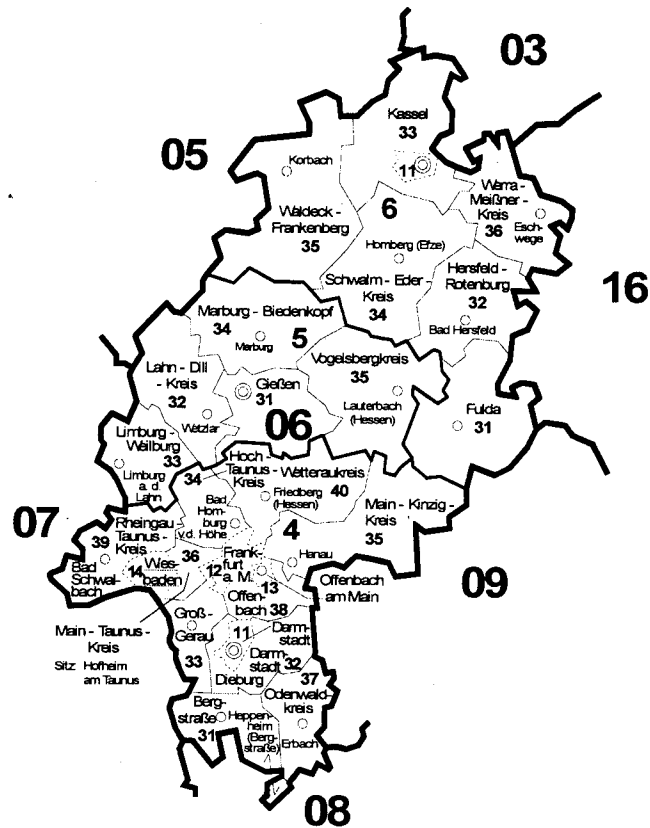 03
Kassel
33
05
Korbach
11
Warra -
Meißner-
Kreis
36
Esch-
wege
6
Waldeck -
Frankenberg
35
Homberg (Efze)
Schwalm - Eder-
Kreis
34
Hersfeld -
Rotenburg
32
Bad Hersfeld
16
Marburg - Biedenkopf
34
Marburg
5
Vogelsbergkreis
35
Lauterbach
(Hessen)
Lahn - Dill
- Kreis
32
Wetzlar
Gießen
31
06
Fulda
31
Limburg -
Weilburg
33
Limburg
a. d.
Lahn
Hoch -
Taunus -
Kreis
34
Wetteraukreis
40
Friedberg
(Hessen)
Main - Kinzig -
Kreis
35
07
Rheingau
Taunus -
Kreis
39
Bad
Schwal-
bach
Bad
Hom-
burg
v.d. Höhe
4
Hanau
14
Wies-
baden
36
12
Frank-
furt
a. M.
13
Offenbach
am Main
09
Offen-
bach
38
Main - Taunus -
Kreis
Sitz Hofheim
am Taunus
Groß -
Gerau
33
11
Darm-
stadt
Darm-
stadt
32
Dieburg
37
Odenwald-
kreis
Erbach
Berg-
straße
31
Heppen-
heim
(Berg-
straße)
08